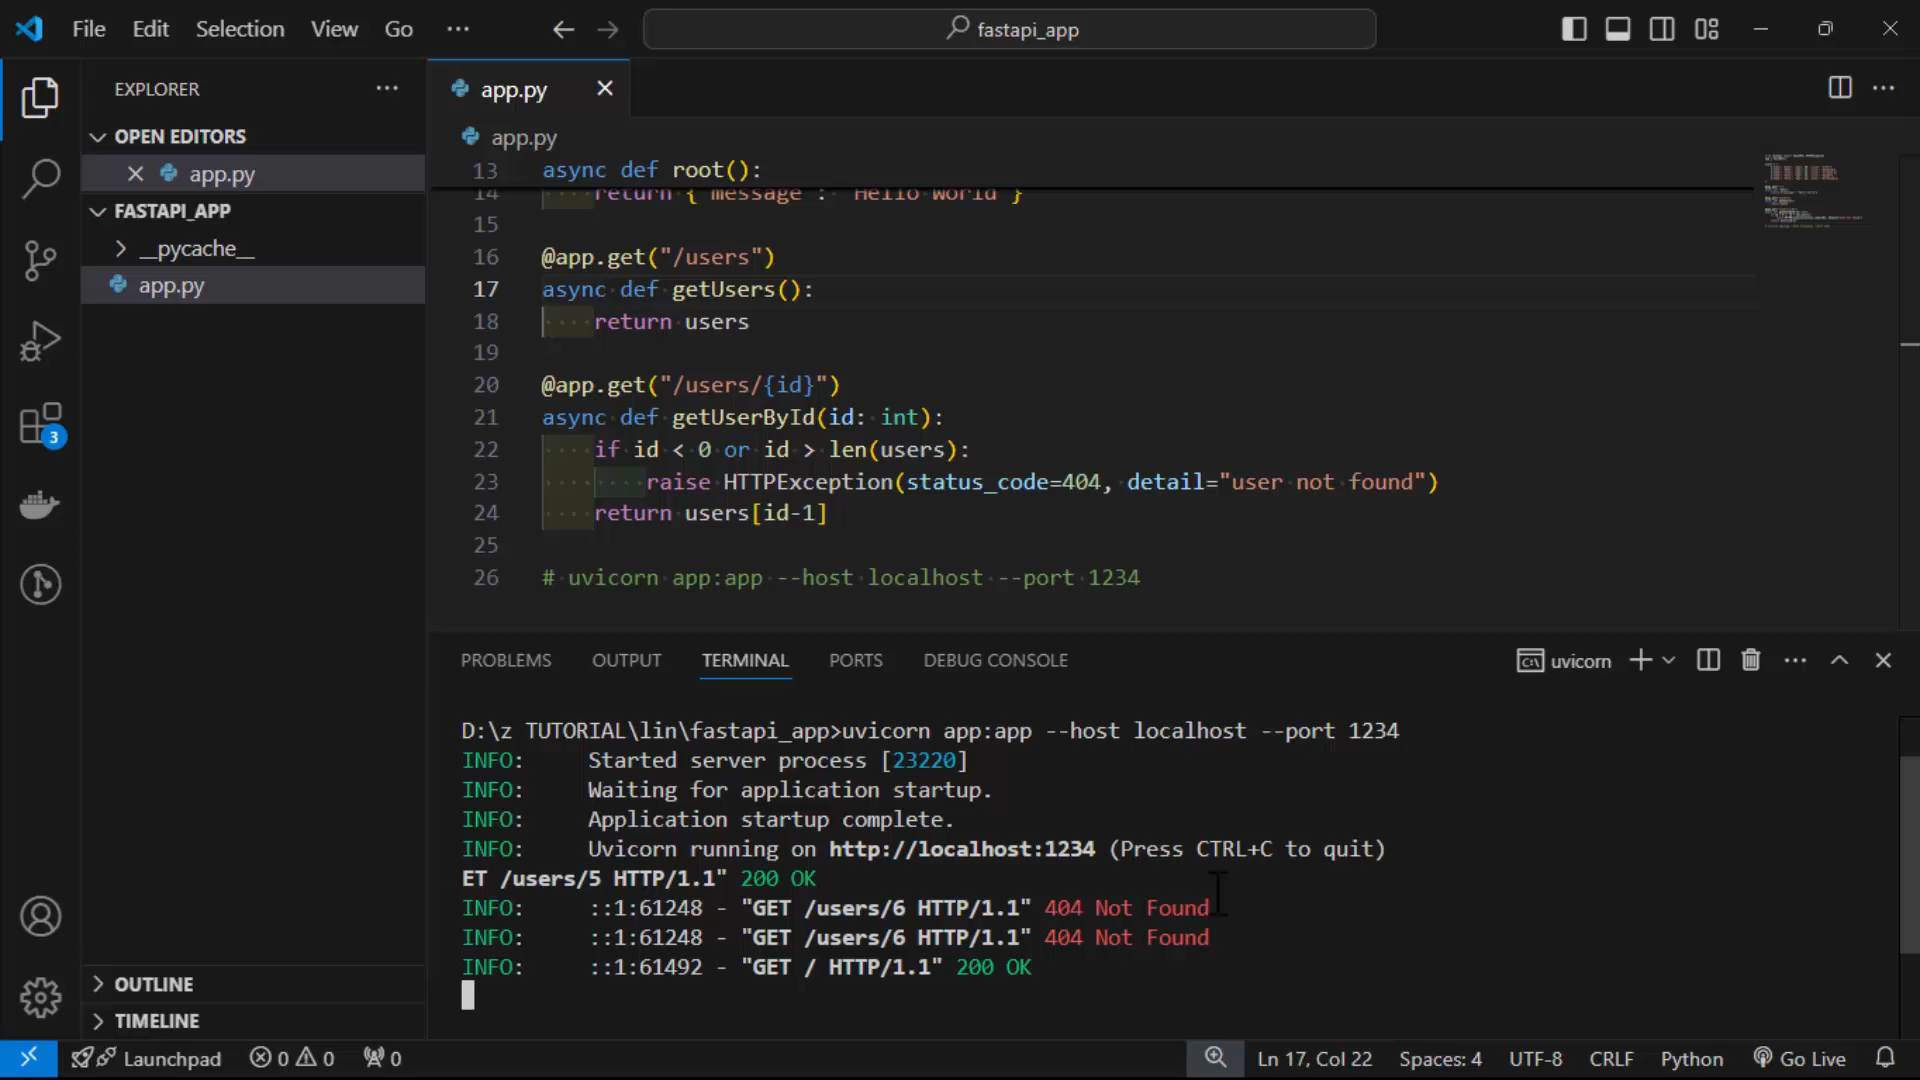 File Edit Selection View Go ··· fastapi_app
EXPLORER
OPEN EDITORS
app.py
FASTAPI_APP
__pycache__
app.py
3
OUTLINE
TIMELINE
app.py
app.py
13 async def root():
14 return { message : Hello World }
15
16 @app.get("/users")
17 async def getUsers():
18 return users
19
20 @app.get("/users/{id}")
21 async def getUserById(id: int):
22 if id < 0 or id > len(users):
23 raise HTTPException(status_code=404, detail="user not found")
24 return users[id-1]
25
26 # uvicorn app:app --host localhost --port 1234
PROBLEMS OUTPUT TERMINAL PORTS DEBUG CONSOLE uvicorn
D:\z TUTORIAL\lin\fastapi_app>uvicorn app:app --host localhost --port 1234
INFO: Started server process [23220]
INFO: Waiting for application startup.
INFO: Application startup complete.
INFO: Uvicorn running on http://localhost:1234 (Press CTRL+C to quit)
ET /users/5 HTTP/1.1" 200 OK
INFO: ::1:61248 - "GET /users/6 HTTP/1.1" 404 Not Found
INFO: ::1:61248 - "GET /users/6 HTTP/1.1" 404 Not Found
INFO: ::1:61492 - "GET / HTTP/1.1" 200 OK
Launchpad 0 0 0 Ln 17, Col 22 Spaces: 4 UTF-8 CRLF Python Go Live